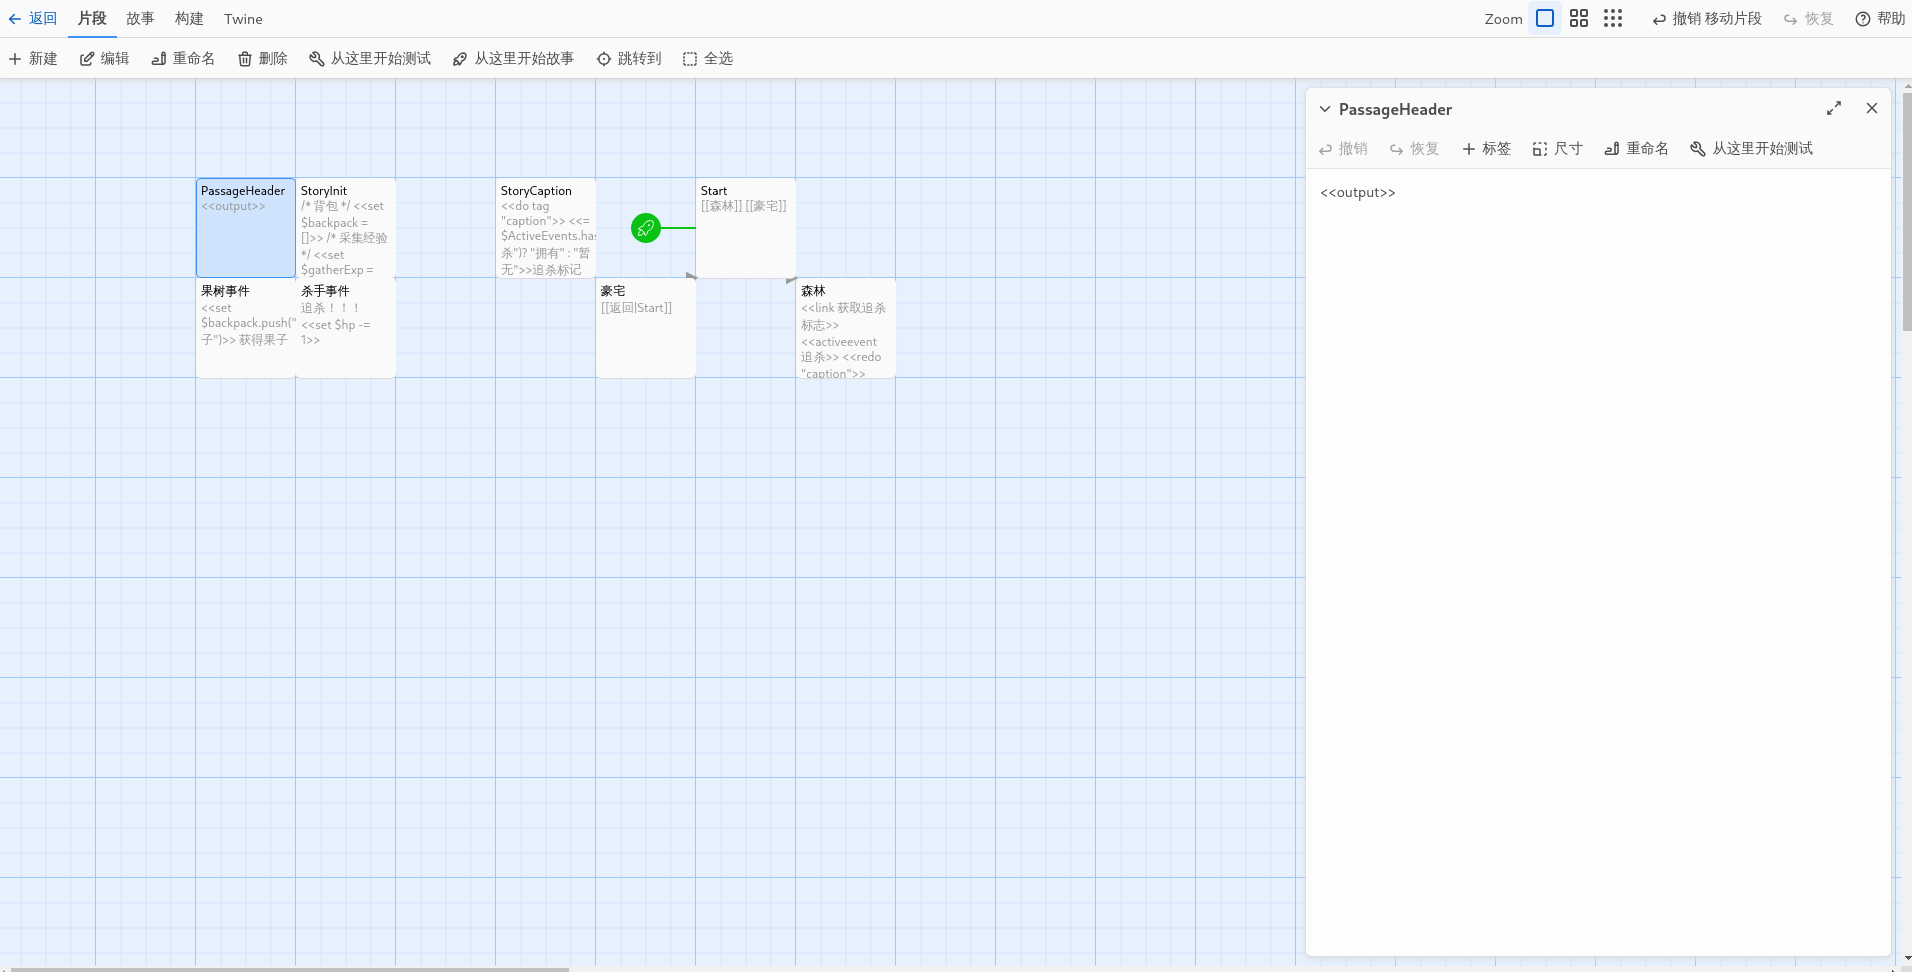 返回 片段 故事 构建 Twine Zoom 撤销 移动片段 恢复 帮助
新建 编辑 重命名 删除 从这里开始测试 从这里开始故事 跳转到 全选
PassageHeader
<<output>>
StoryInit
/* 背包 */ <<set
$backpack =
[]>> /* 采集经验
*/ <<set
$gatherExp =
StoryCaption
<<do tag
"caption">> <<=
$ActiveEvents.has
杀")? "拥有" : "暂
无">>追杀标记
Start
[[森林]] [[豪宅]]
果树事件
<<set
$backpack.push("
子")>> 获得果子
杀手事件
追杀！！！
<<set $hp -=
1>>
豪宅
[[返回|Start]]
森林
<<link 获取追杀
标志>>
<<activeevent
追杀>> <<redo
"caption">>
PassageHeader
撤销 恢复 标签 尺寸 重命名 从这里开始测试
<<output>>